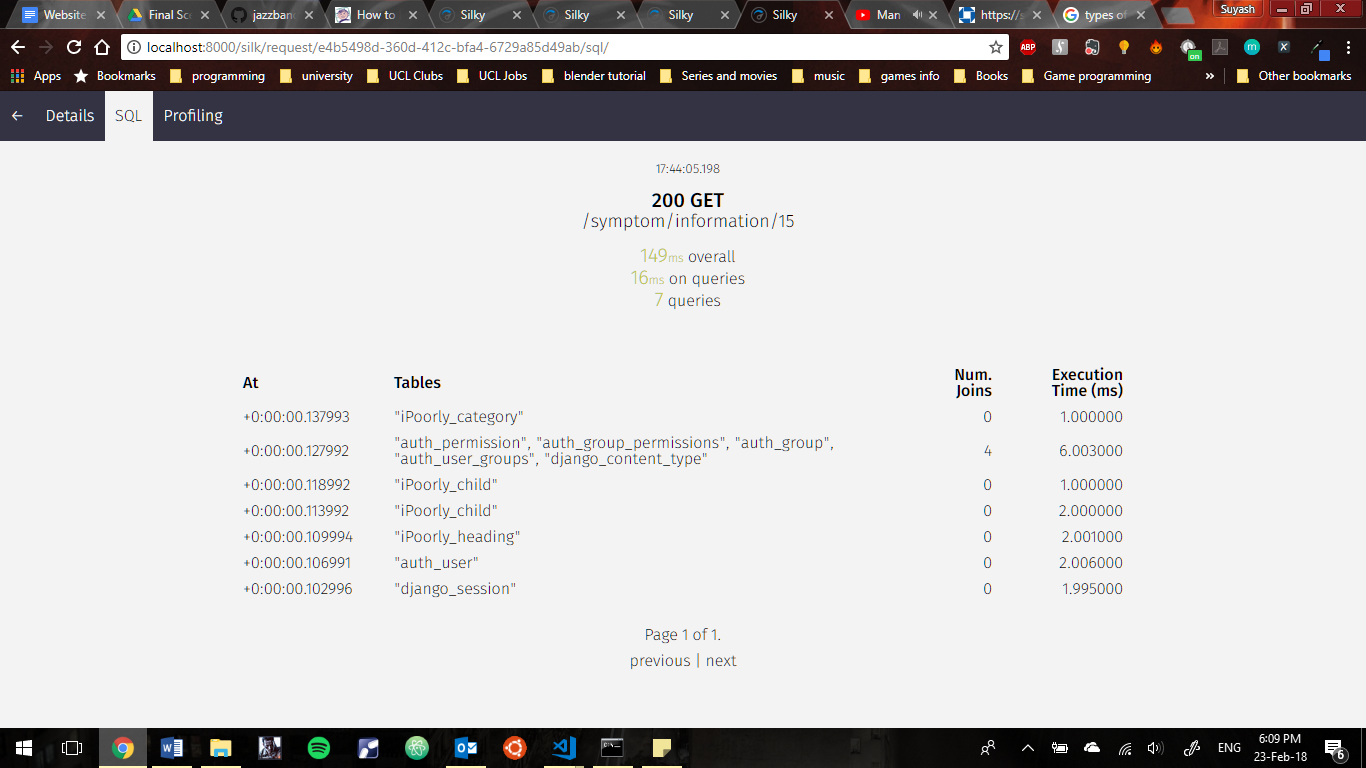 Website
Final Sce
jazzban
How to
Silky
Silky
Silky
Silky
Man
https://s
types of
Suyash
localhost:8000/silk/request/e4b5498d-360d-412c-bfa4-6729a85d49ab/sql/
ABP
on
Apps Bookmarks programming university UCL Clubs UCL Jobs blender tutorial Series and movies music games info Books Game programming » Other bookmarks
Details SQL Profiling
17:44:05.198
200 GET
/symptom/information/15
149ms overall
16ms on queries
7 queries
At Tables Num. Joins Execution Time (ms)
+0:00:00.137993 "iPoorly_category" 0 1.000000
+0:00:00.127992 "auth_permission", "auth_group_permissions", "auth_group", "auth_user_groups", "django_content_type" 4 6.003000
+0:00:00.118992 "iPoorly_child" 0 1.000000
+0:00:00.113992 "iPoorly_child" 0 2.000000
+0:00:00.109994 "iPoorly_heading" 0 2.001000
+0:00:00.106991 "auth_user" 0 2.006000
+0:00:00.102996 "django_session" 0 1.995000
Page 1 of 1.
previous | next
ENG
6:09 PM
23-Feb-18
6